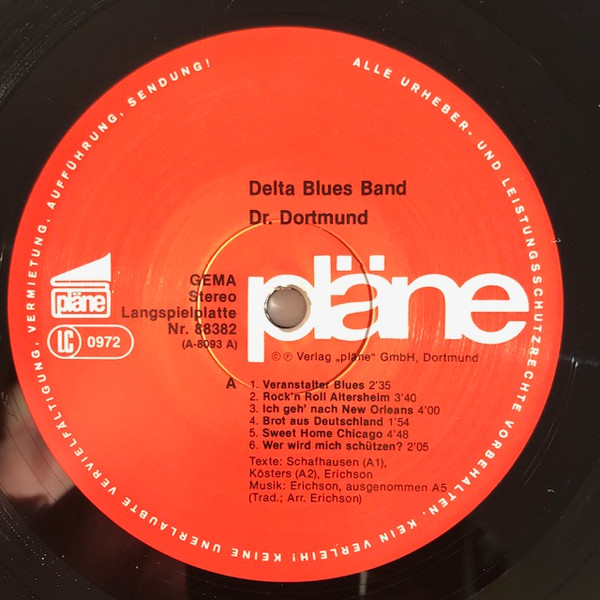 ALLE URHEBER- UND LEISTUNGSSCHUTZRECHTE VORBEHALTEN. KEIN VERLEIH! KEINE UNERLAUBTE VERVIELFÄLTIGUNG, VERMIETUNG, AUFFÜHRUNG, SENDUNG!
Delta Blues Band
Dr. Dortmund
pläne
LC 0972
GEMA
Stereo
Langspielplatte
Nr. 88382
(A-8093 A)
pläne
© ℗ Verlag „pläne" GmbH, Dortmund
A
1. Veranstalter Blues 2'35
2. Rock'n Roll Altersheim 3'40
3. Ich geh' nach New Orleans 4'00
4. Brot aus Deutschland 1'54
5. Sweet Home Chicago 4'48
6. Wer wird mich schützen? 2'05
Texte: Schafhausen (A1),
Kösters (A2), Erichson
Musik: Erichson, ausgenommen A5
(Trad.; Arr. Erichson)